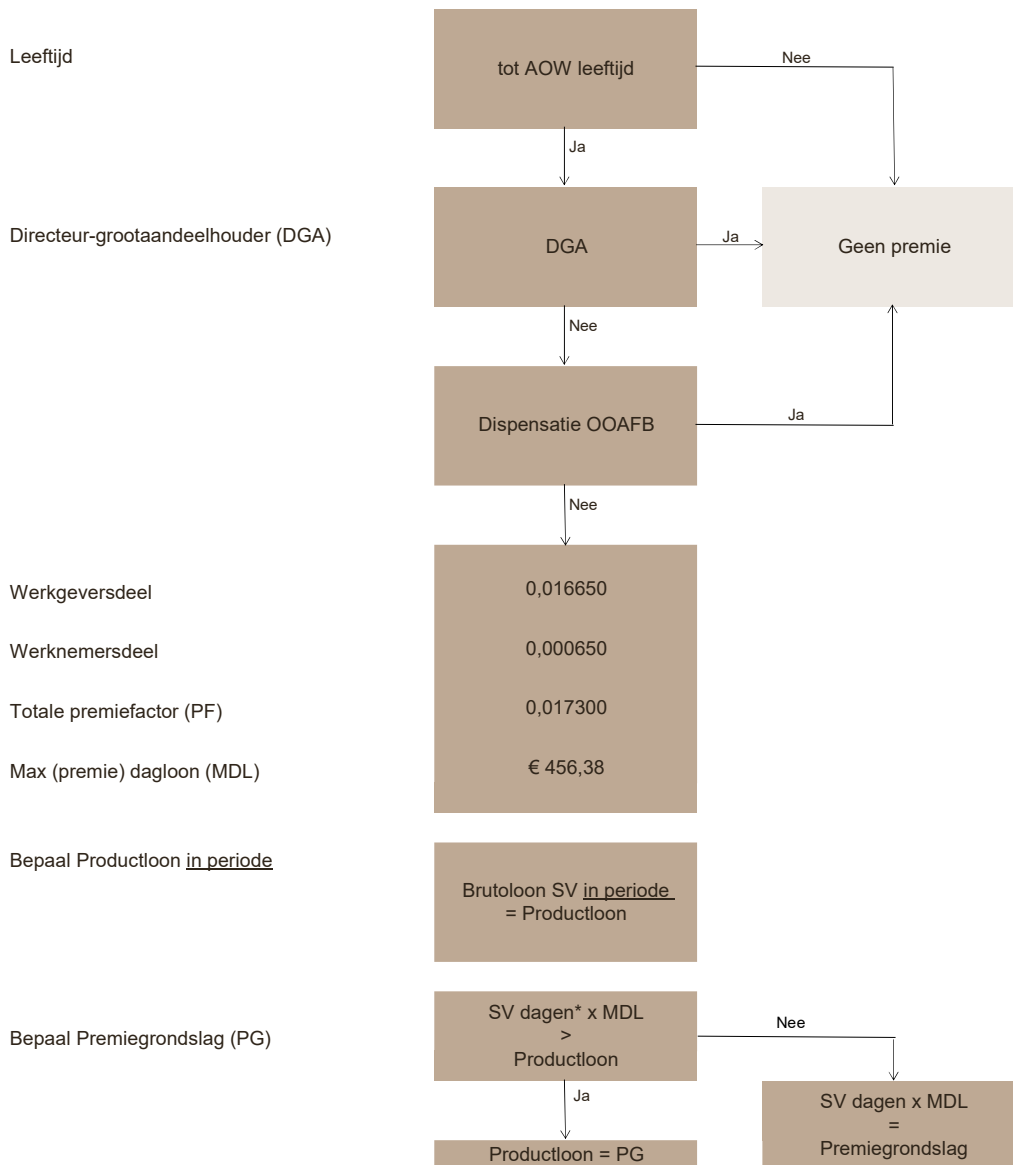 Leeftijd
tot AOW leeftijd
Nee
Ja
Directeur-grootaandeelhouder (DGA)
DGA
Ja
Geen premie
Nee
Dispensatie OOAFB
Ja
Nee
Werkgeversdeel
0,016650
Werknemersdeel
0,000650
Totale premiefactor (PF)
0,017300
Max (premie) dagloon (MDL)
€ 456,38
Bepaal Productloon in periode
Brutoloon SV in periode
= Productloon
Bepaal Premiegrondslag (PG)
SV dagen* x MDL
>
Productloon
Nee
Ja
SV dagen x MDL
=
Premiegrondslag
Productloon = PG